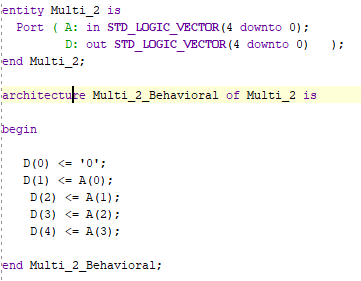 entity Multi_2 is
Port ( A: in STD_LOGIC_VECTOR(4 downto 0);
D: out STD_LOGIC_VECTOR(4 downto 0) );
end Multi_2;
architecture Multi_2_Behavioral of Multi_2 is
begin
D(0) <= '0';
D(1) <= A(0);
D(2) <= A(1);
D(3) <= A(2);
D(4) <= A(3);
end Multi_2_Behavioral;